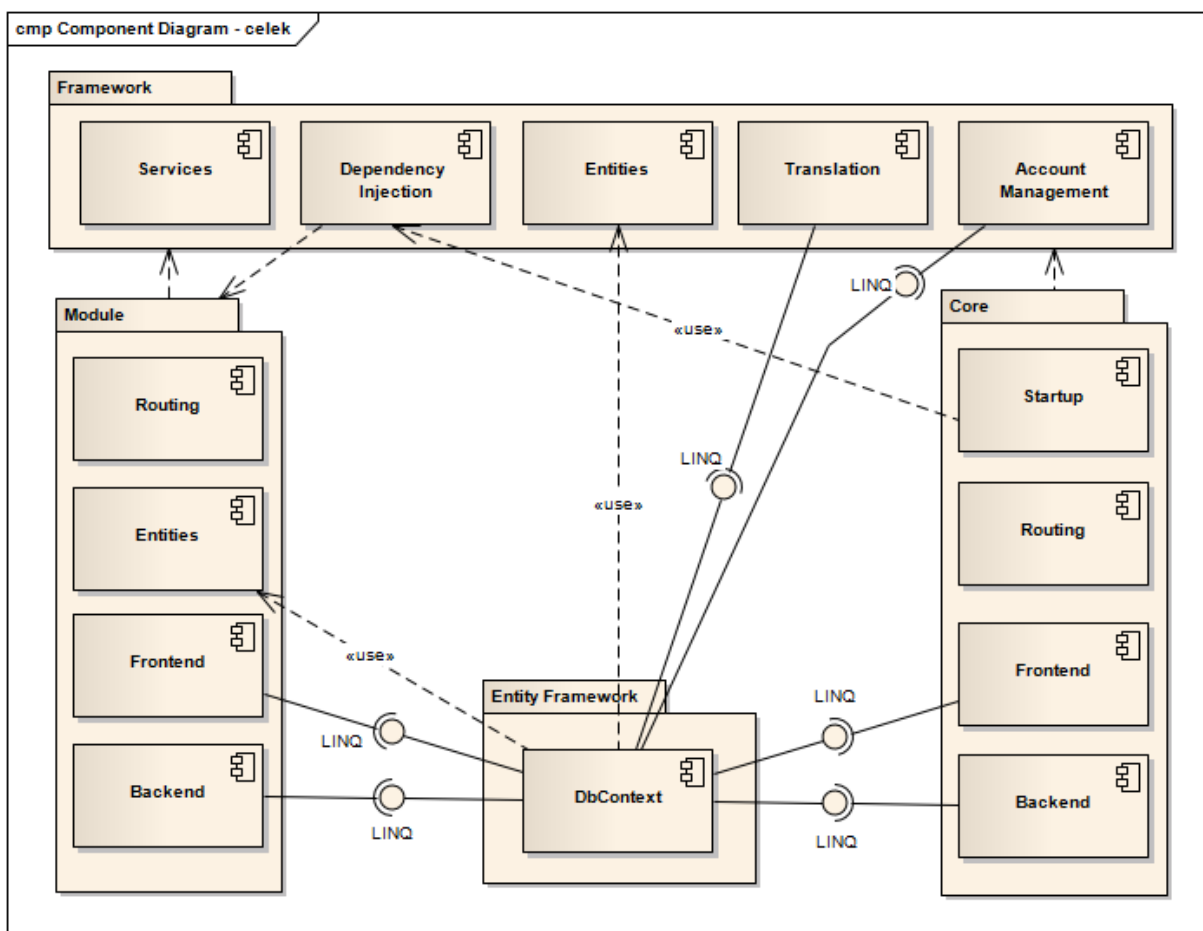 cmp Component Diagram - celek
Framework
Services
Dependency
Injection
Entities
Translation
Account
Management
LINQ
Module
Core
«use»
Routing
Startup
LINQ
Entities
«use»
Routing
Frontend
«use»
Entity Framework
Frontend
LINQ
LINQ
Backend
DbContext
Backend
LINQ
LINQ